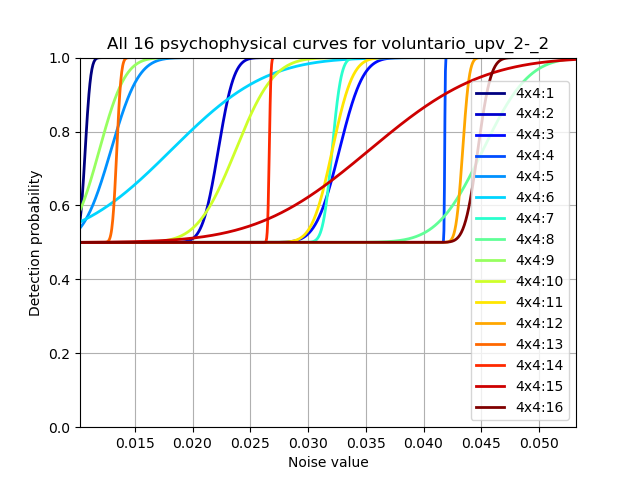 All 16 psychophysical curves for voluntario_upv_2-_2
Detection probability
1.0
0.8
0.6
0.4
0.2
0.0
0.015 0.020 0.025 0.030 0.035 0.040 0.045 0.050
Noise value
4x4:1
4x4:2
4x4:3
4x4:4
4x4:5
4x4:6
4x4:7
4x4:8
4x4:9
4x4:10
4x4:11
4x4:12
4x4:13
4x4:14
4x4:15
4x4:16